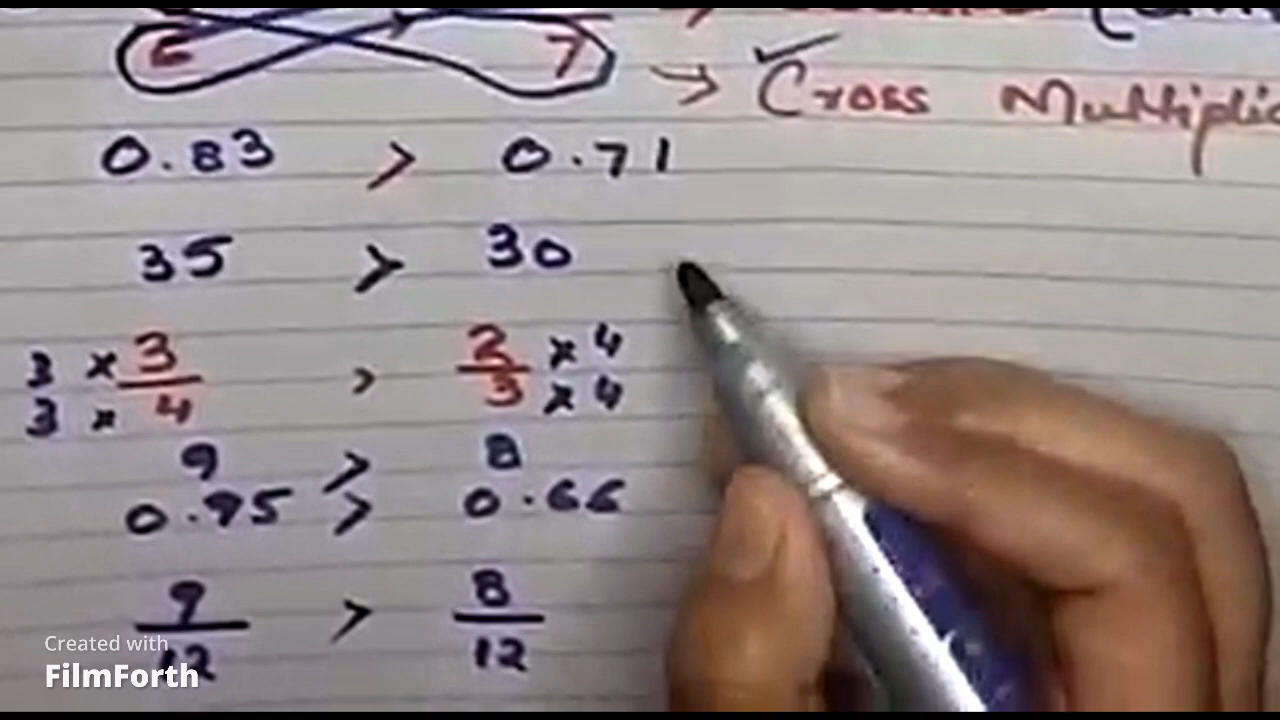 6 7 → Cross
0.83 > 0.71
35 > 30
3 × 3 > 2 × 4
3 × 4 3 × 4
9 > 8
0.75 > 0.66
9 > 8
12 12
Created with
FilmForth